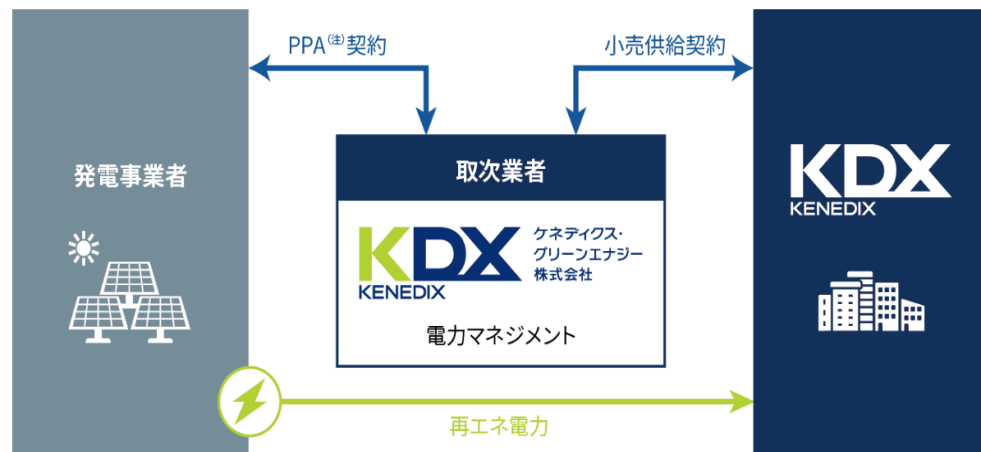 PPA(注)契約
小売供給契約
発電事業者
取次業者
KDX
KENEDIX
ケネディクス・
グリーンエナジー
株式会社
電力マネジメント
KDX
KENEDIX
再エネ電力